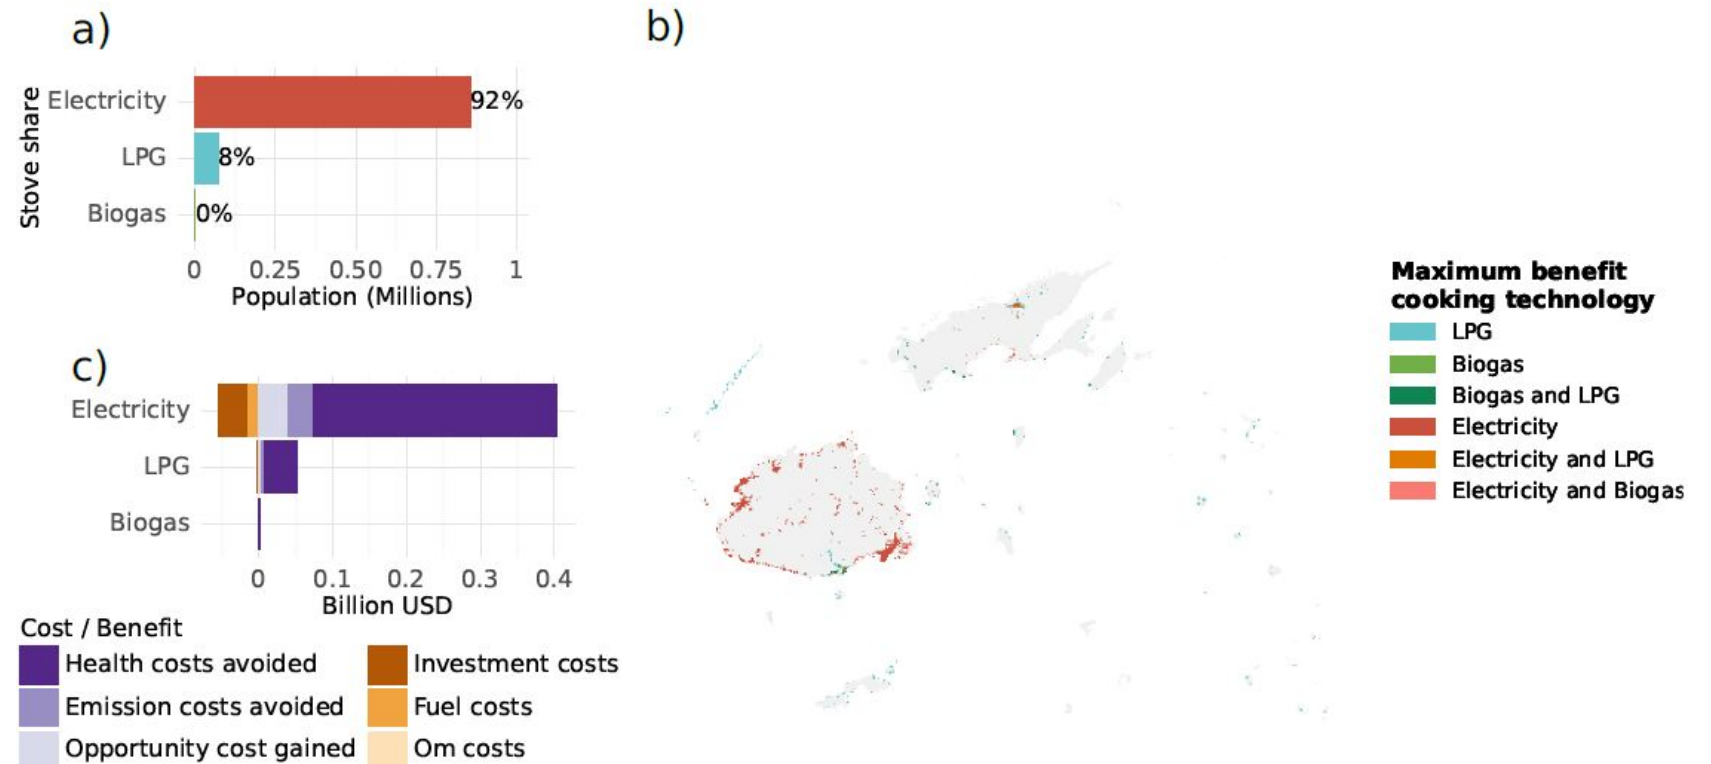 a)
Stove share
Electricity
92%
LPG
8%
Biogas
0%
0 0.25 0.50 0.75 1
Population (Millions)
b)
Maximum benefit
cooking technology
LPG
Biogas
Biogas and LPG
Electricity
Electricity and LPG
Electricity and Biogas
c)
Electricity
LPG
Biogas
0 0.1 0.2 0.3 0.4
Billion USD
Cost / Benefit
Health costs avoided
Emission costs avoided
Opportunity cost gained
Investment costs
Fuel costs
Om costs